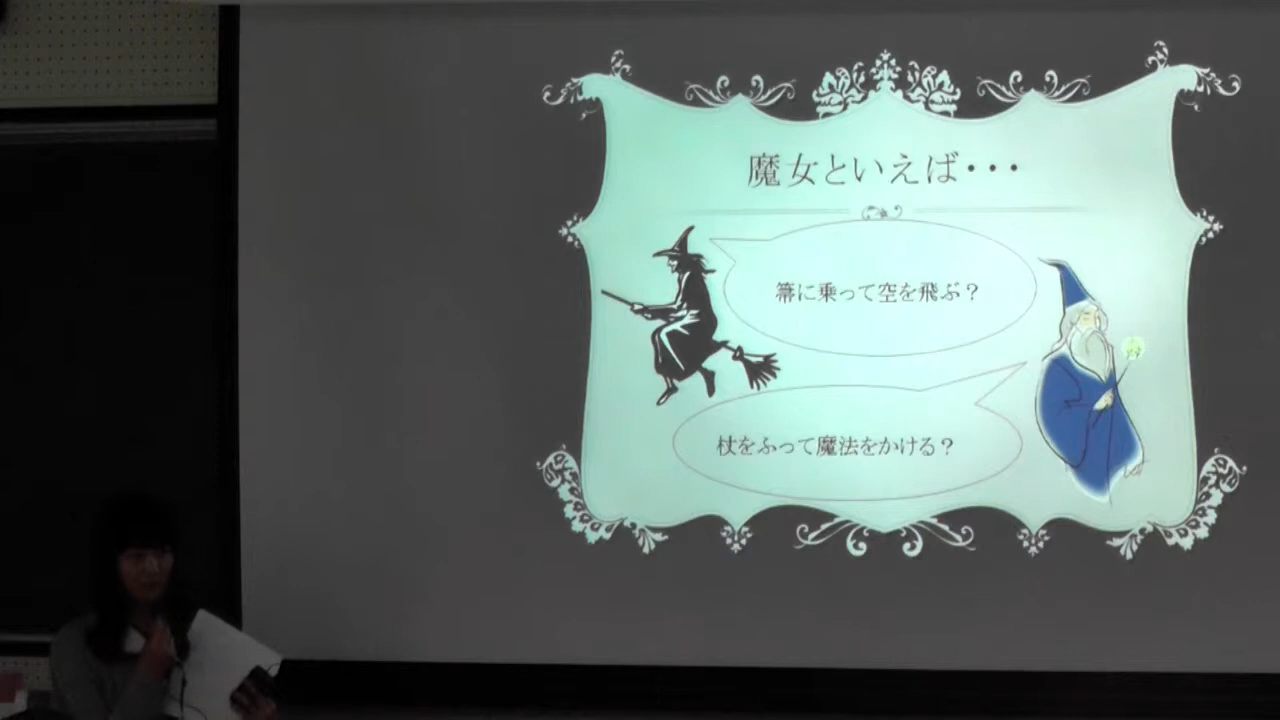 魔女といえば・・・
箒に乗って空を飛ぶ？
杖をふって魔法をかける？